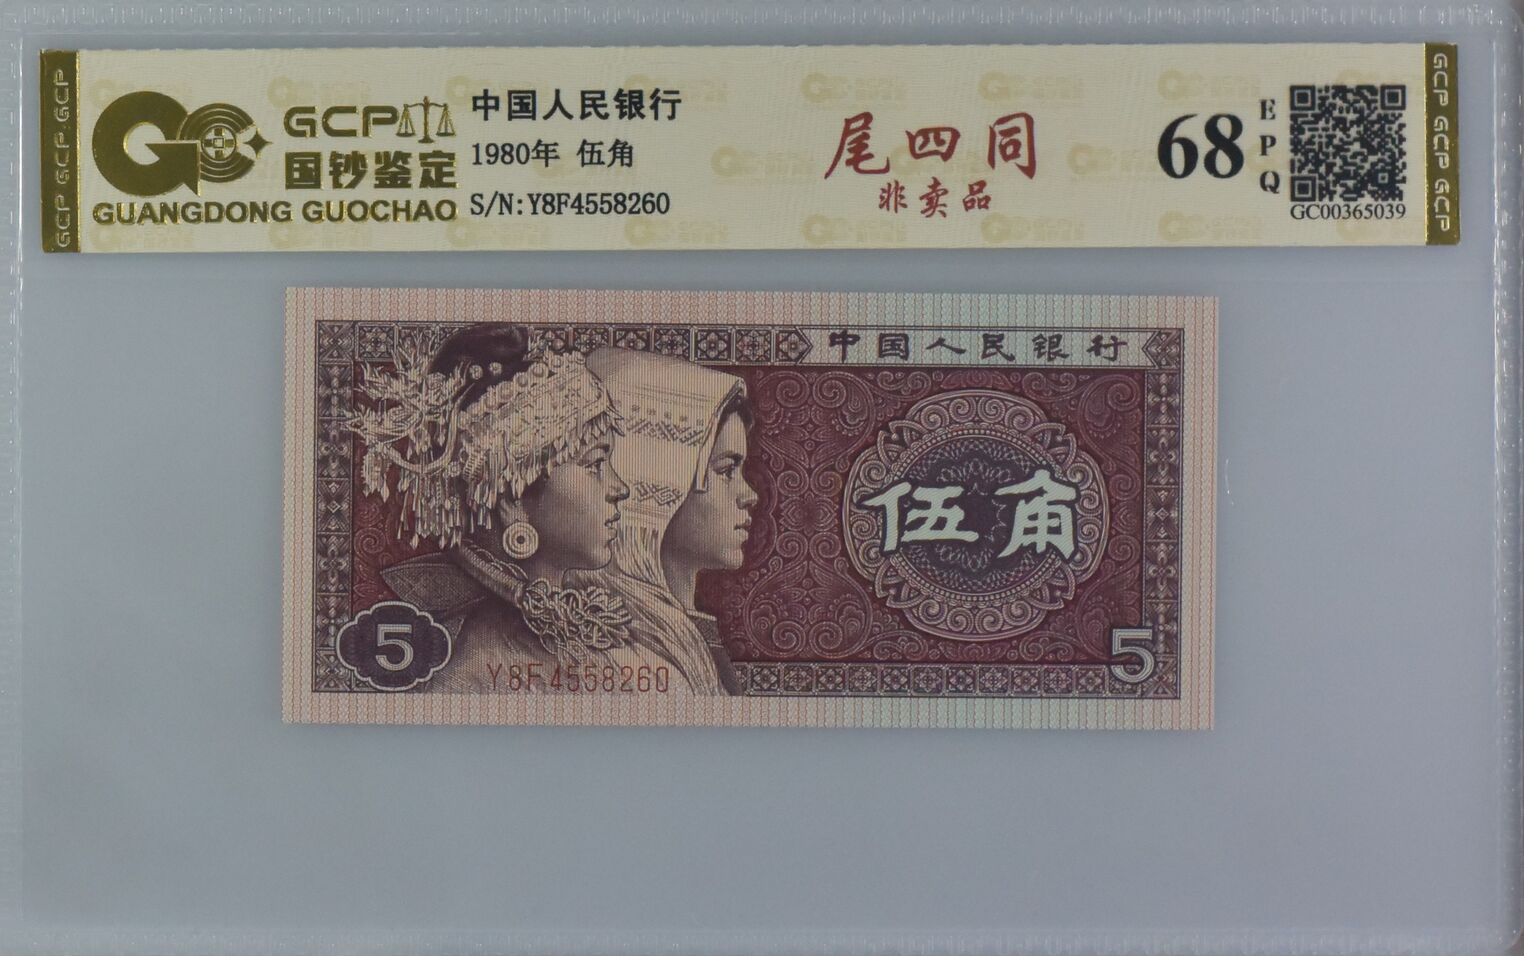 GCP GCP GCP
GCP
国钞鉴定
GUANGDONG GUOCHAO
中国人民银行
1980年 伍角
S/N:Y8F4558260
尾四同
非卖品
68
EPQ
GC00365039
GCP GCP GCP
中国人民银行
伍角
5
Y8F4558260
5